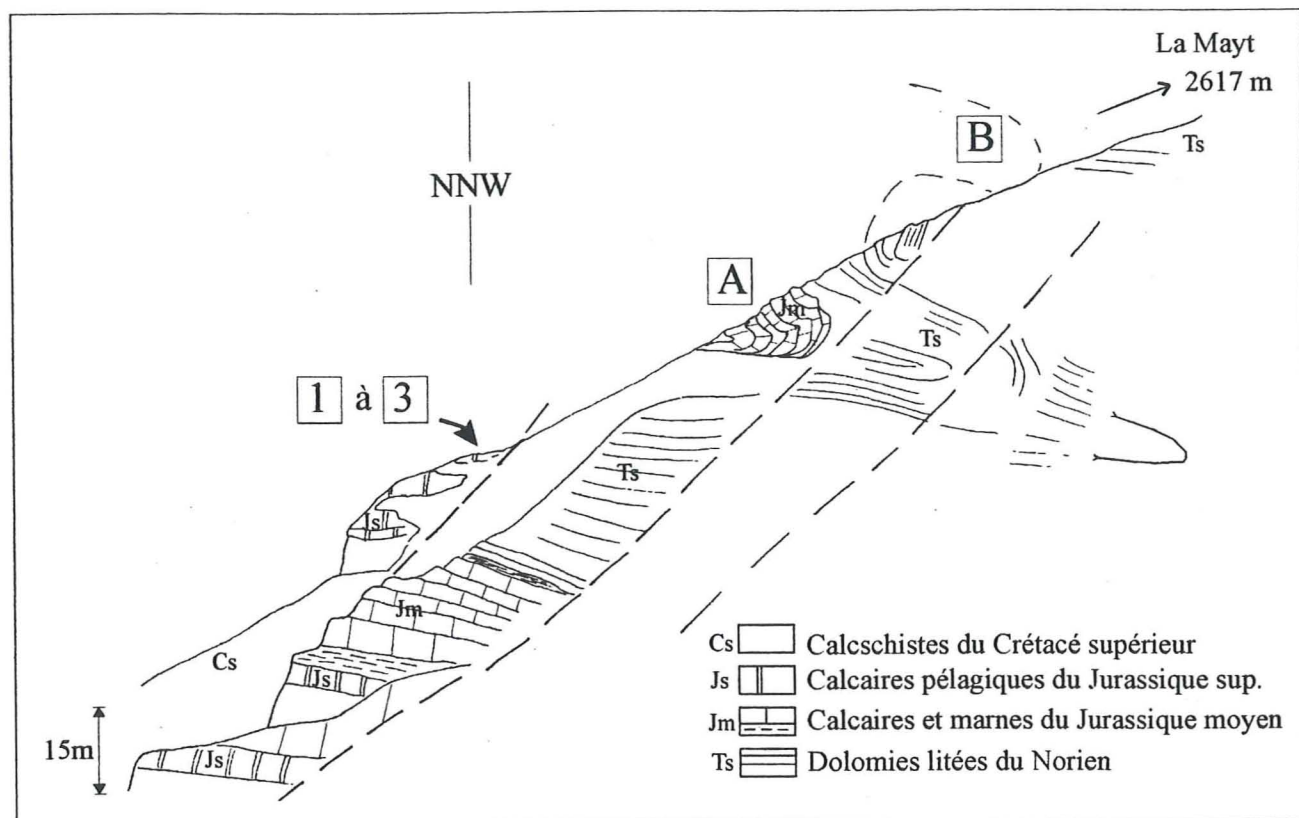 La Mayt
2617 m
B
Ts
NNW
A
Jm
Ts
1 à 3
Ts
Js
Jm
Cs
Js
Js
15m
Cs Calcschistes du Crétacé supérieur
Js Calcaires pélagiques du Jurassique sup.
Jm Calcaires et marnes du Jurassique moyen
Ts Dolomies litées du Norien